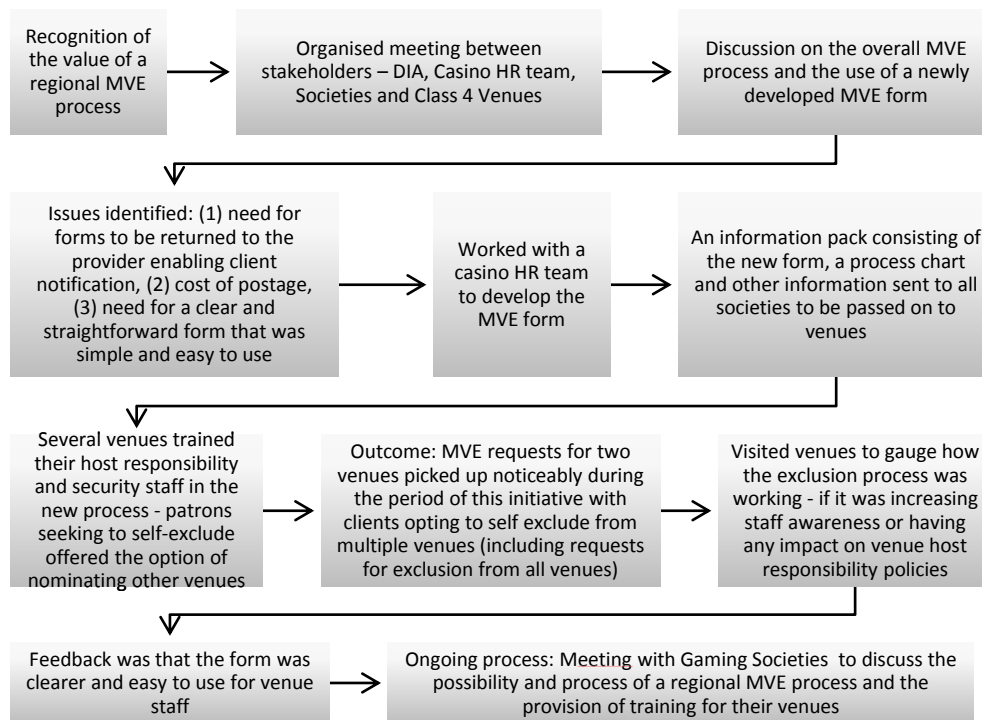 Recognition of
the value of a
regional MVE
process
Organised meeting between
stakeholders – DIA, Casino HR team,
Societies and Class 4 Venues
Discussion on the overall MVE
process and the use of a newly
developed MVE form
Issues identified: (1) need for
forms to be returned to the
provider enabling client
notification, (2) cost of postage,
(3) need for a clear and
straightforward form that was
simple and easy to use
Worked with a
casino HR team
to develop the
MVE form
An information pack consisting of
the new form, a process chart
and other information sent to all
societies to be passed on to
venues
Several venues trained
their host responsibility
and security staff in the
new process - patrons
seeking to self-exclude
offered the option of
nominating other venues
Outcome: MVE requests for two
venues picked up noticeably during
the period of this initiative with
clients opting to self exclude from
multiple venues (including requests
for exclusion from all venues)
Visited venues to gauge how
the exclusion process was
working - if it was increasing
staff awareness or having
any impact on venue host
responsibility policies
Feedback was that the form was
clearer and easy to use for venue
staff
Ongoing process: Meeting with Gaming Societies to discuss the
possibility and process of a regional MVE process and the
provision of training for their venues